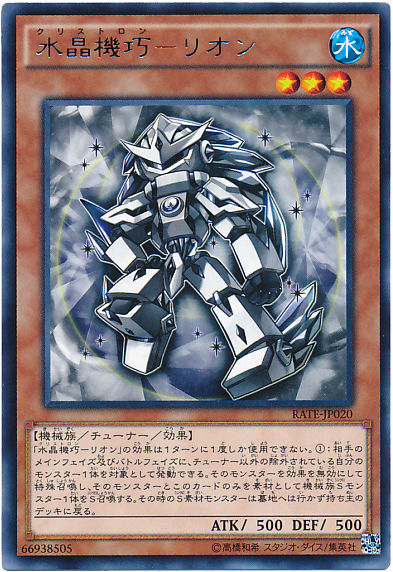 クリストロン
水晶機巧－リオン
みず
水
RATE-JP020
【機械族／チューナー／効果】
「水晶機巧－リオン」の効果は１ターンに１度しか使用できない。①：相手の
メインフェイズ及びバトルフェイズに、チューナー以外の除外されている自分の
モンスター１体を対象として発動できる。そのモンスターを効果を無効にして
特殊召喚し、そのモンスターとこのカードのみを素材として機械族Ｓモン
スター１体をＳ召喚する。その時のＳ素材モンスターは墓地へは行かず持ち主の
デッキに戻る。
ATK／ 500 DEF／ 500
66938505
©高橋和希 スタジオ・ダイス／集英社